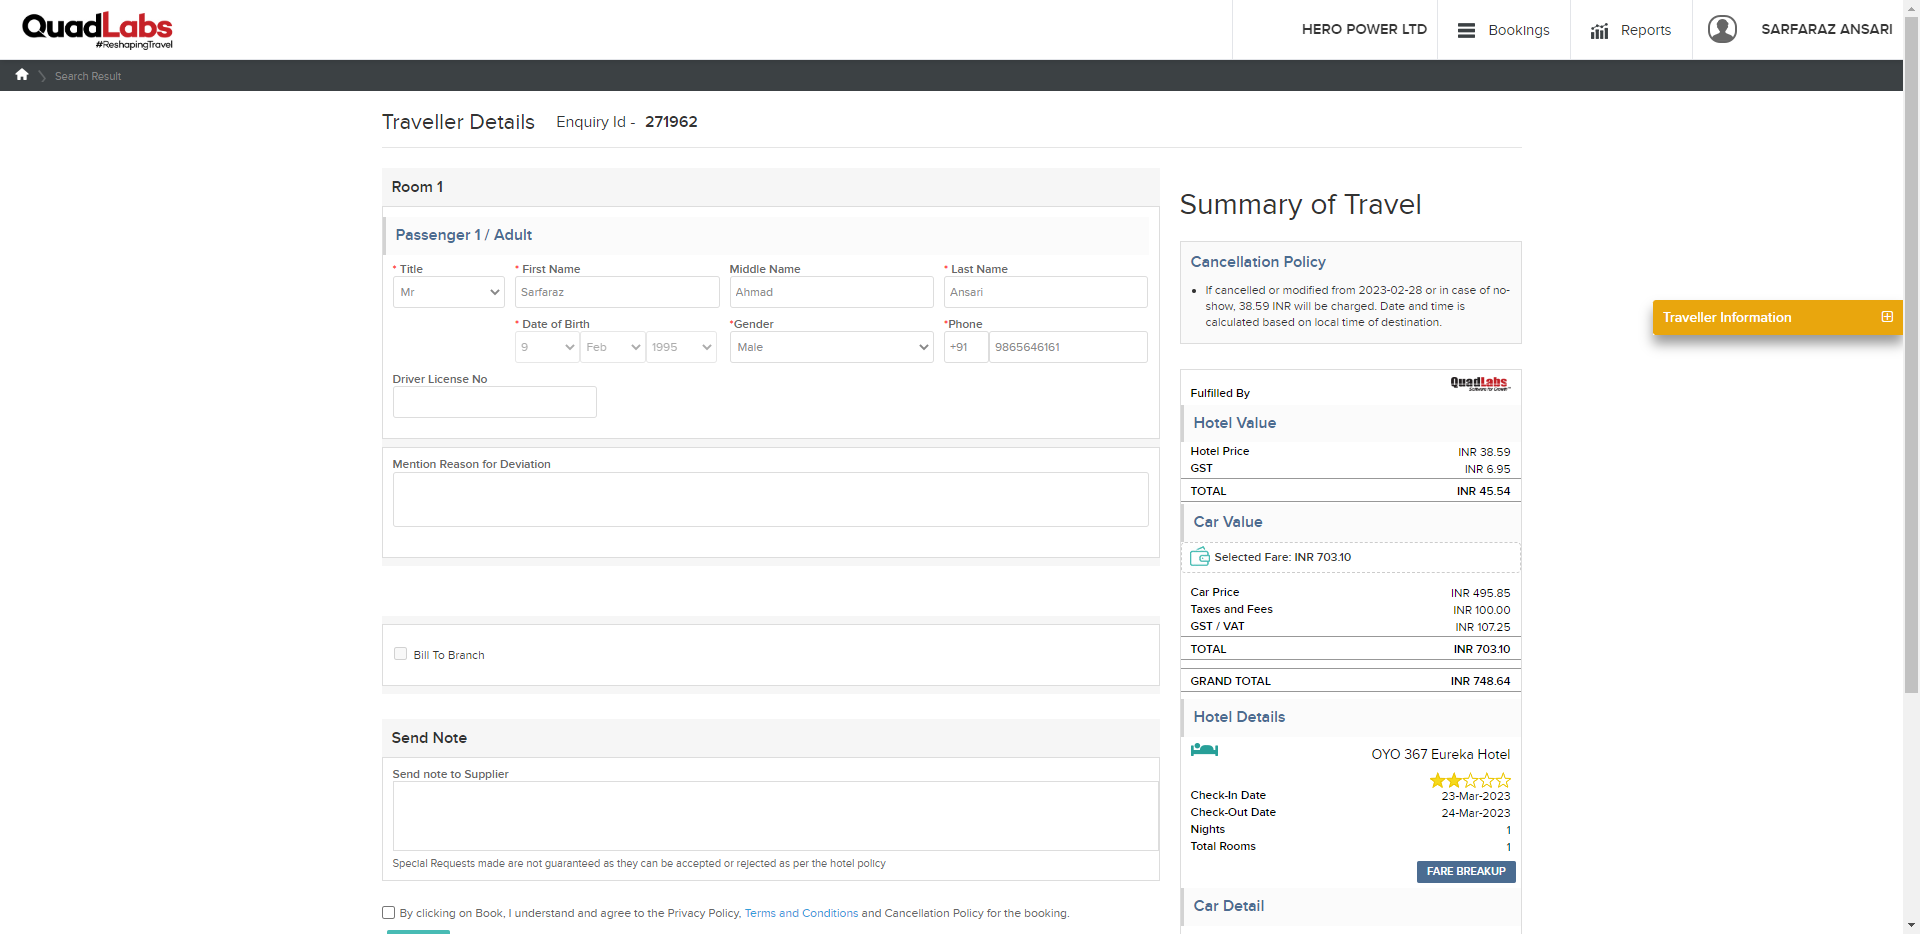 QuadLabs
#ReshapingTravel
HERO POWER LTD
Bookings
Reports
SARFARAZ ANSARI
Search Result
Traveller Details
Enquiry Id - 271962
Room 1
Passenger 1 / Adult
* Title
* First Name
Middle Name
* Last Name
Mr
Sarfaraz
Ahmad
Ansari
* Date of Birth
*Gender
*Phone
9
Feb
1995
Male
+91
9865646161
Driver License No
Mention Reason for Deviation
Bill To Branch
Send Note
Send note to Supplier
Special Requests made are not guaranteed as they can be accepted or rejected as per the hotel policy
By clicking on Book, I understand and agree to the Privacy Policy, Terms and Conditions and Cancellation Policy for the booking.
Summary of Travel
Cancellation Policy
• If cancelled or modified from 2023-02-28 or in case of no-
show, 38.59 INR will be charged. Date and time is
calculated based on local time of destination.
Traveller Information
Fulfilled By
QuadLabs
Hotel Value
Hotel Price INR 38.59
GST INR 6.95
TOTAL INR 45.54
Car Value
Selected Fare: INR 703.10
Car Price INR 495.85
Taxes and Fees INR 100.00
GST / VAT INR 107.25
TOTAL INR 703.10
GRAND TOTAL INR 748.64
Hotel Details
OYO 367 Eureka Hotel
Check-In Date 23-Mar-2023
Check-Out Date 24-Mar-2023
Nights 1
Total Rooms 1
FARE BREAKUP
Car Detail